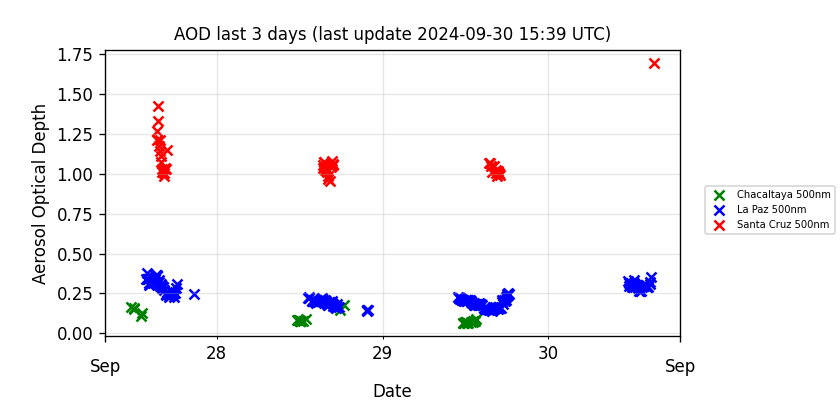 AOD last 3 days (last update 2024-09-30 15:39 UTC)
1.75
1.50
1.25
1.00
0.75
0.50
0.25
0.00
Aerosol Optical Depth
28
29
30
Sep
Sep
Date
Chacaltaya 500nm
La Paz 500nm
Santa Cruz 500nm